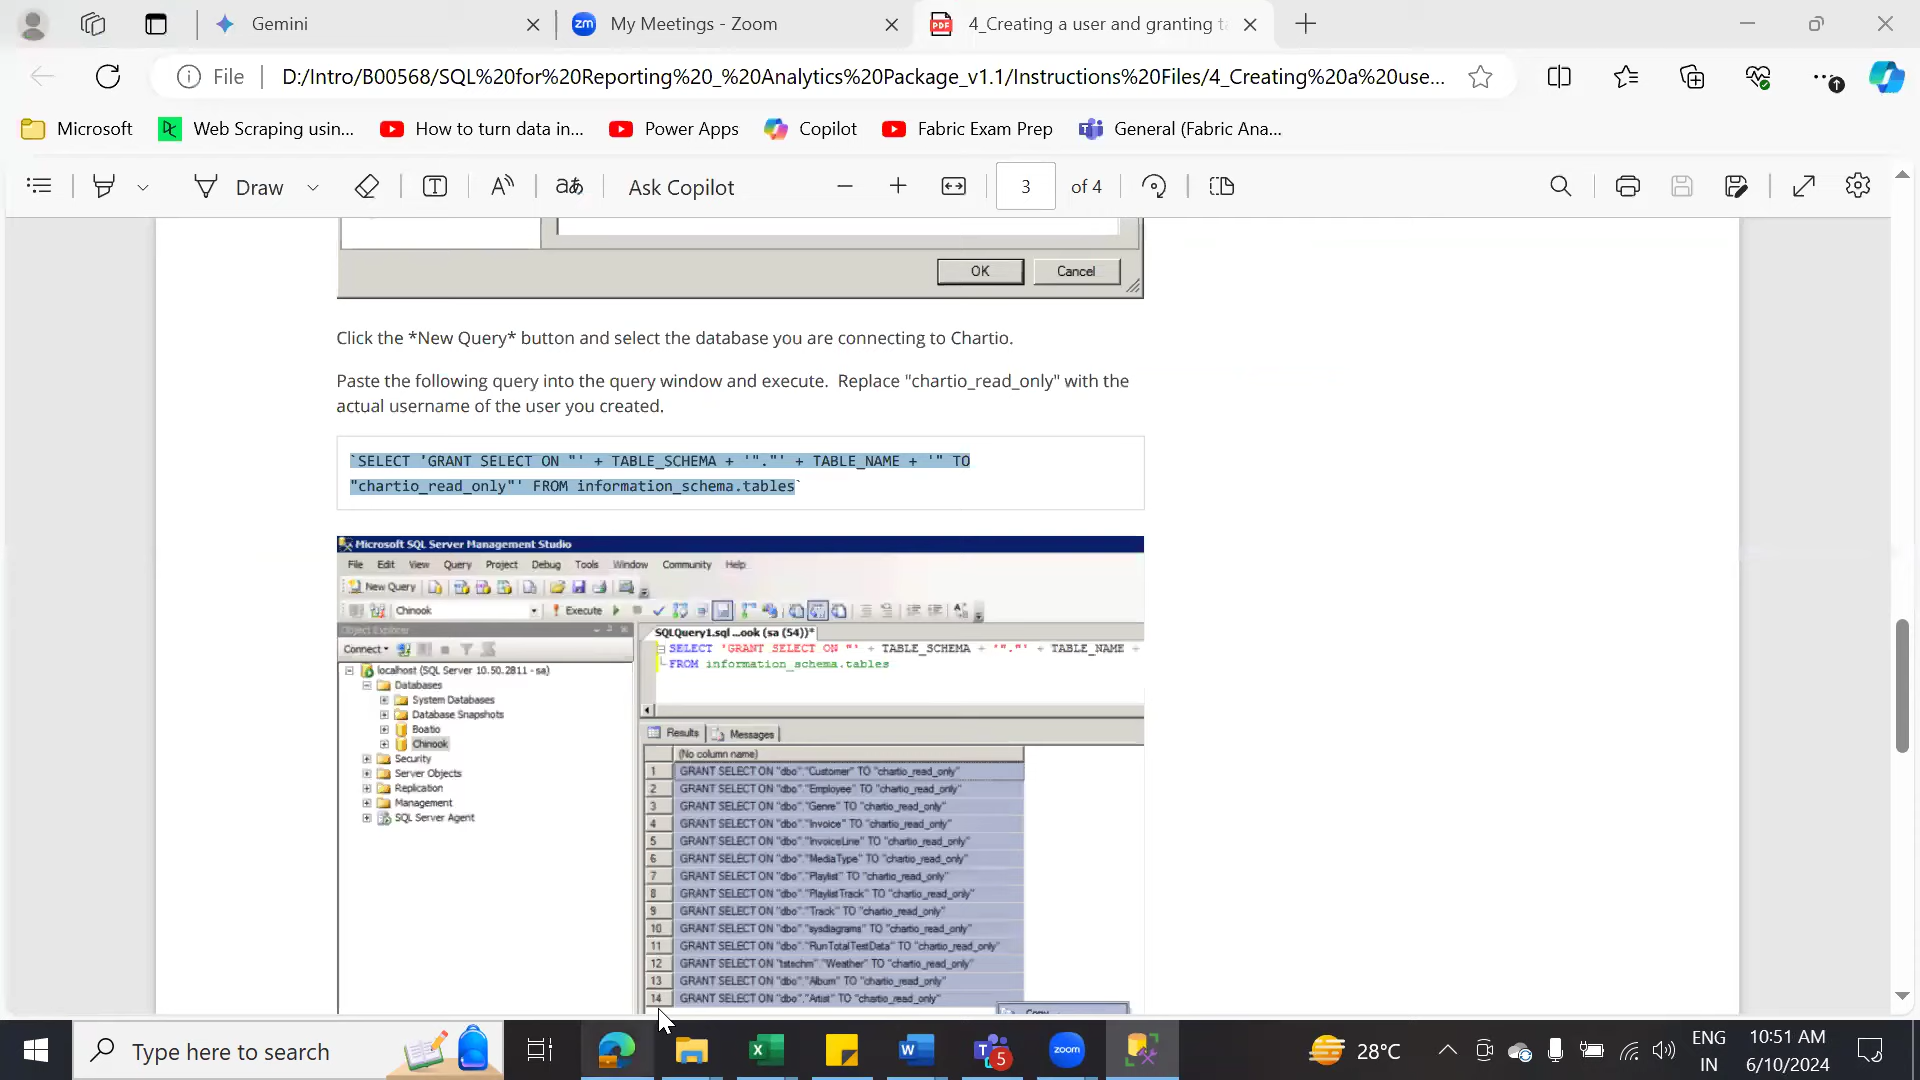 Gemini
My Meetings - Zoom
4_Creating a user and granting ta
File
D:/Intro/B00568/SQL%20for%20Reporting%20_%20Analytics%20Package_v1.1/Instructions%20Files/4_Creating%20a%20use...
Microsoft
Web Scraping usin...
How to turn data in...
Power Apps
Copilot
Fabric Exam Prep
General (Fabric Ana...
Draw
Ask Copilot
3
of 4
OK
Cancel
Click the *New Query* button and select the database you are connecting to Chartio.
Paste the following query into the query window and execute. Replace "chartio_read_only" with the
actual username of the user you created.
`SELECT 'GRANT SELECT ON "' + TABLE_SCHEMA + '"."' + TABLE_NAME + '" TO
"chartio_read_only"' FROM information_schema.tables`
Microsoft SQL Server Management Studio
File Edit View Query Project Debug Tools Window Community Help
New Query
Chinook
Execute
Object Explorer
SQLQuery1.sql ...ook (sa (54))*
Connect
SELECT 'GRANT SELECT ON "' + TABLE_SCHEMA + '"."' + TABLE_NAME +
FROM information_schema.tables
localhost (SQL Server 10.50.2811 - sa)
Databases
System Databases
Database Snapshots
Boatio
Chinook
Security
Server Objects
Replication
Management
SQL Server Agent
Results
Messages
(No column name)
1 GRANT SELECT ON "dbo"."Customer" TO "chartio_read_only"
2 GRANT SELECT ON "dbo"."Employee" TO "chartio_read_only"
3 GRANT SELECT ON "dbo"."Genre" TO "chartio_read_only"
4 GRANT SELECT ON "dbo"."Invoice" TO "chartio_read_only"
5 GRANT SELECT ON "dbo"."InvoiceLine" TO "chartio_read_only"
6 GRANT SELECT ON "dbo"."MediaType" TO "chartio_read_only"
7 GRANT SELECT ON "dbo"."Playlist" TO "chartio_read_only"
8 GRANT SELECT ON "dbo"."PlaylistTrack" TO "chartio_read_only"
9 GRANT SELECT ON "dbo"."Track" TO "chartio_read_only"
10 GRANT SELECT ON "dbo"."sysdiagrams" TO "chartio_read_only"
11 GRANT SELECT ON "dbo"."RunTotalTestData" TO "chartio_read_only"
12 GRANT SELECT ON "tstechm"."Weather" TO "chartio_read_only"
13 GRANT SELECT ON "dbo"."Album" TO "chartio_read_only"
14 GRANT SELECT ON "dbo"."Artist" TO "chartio_read_only"
Copy
Type here to search
5
zoom
28°C
ENG
IN
10:51 AM
6/10/2024